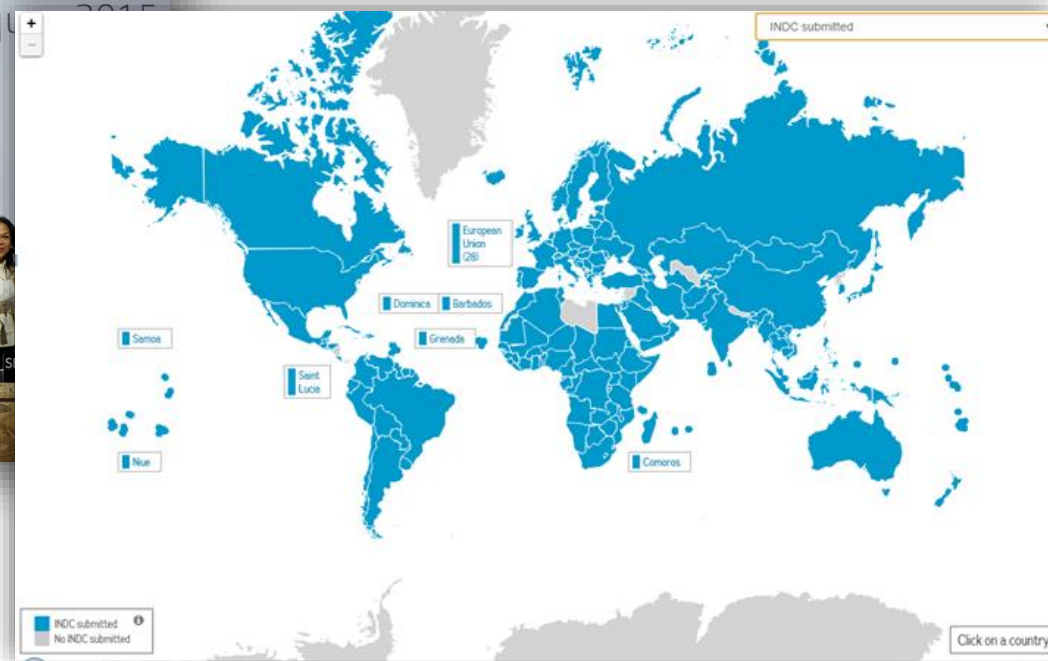 2015
+
−
INDC submitted
European
Union
(28)
Dominica
Barbados
Samoa
Grenada
Saint
Lucia
Niue
Comoros
INDC submitted
No INDC submitted
Click on a country